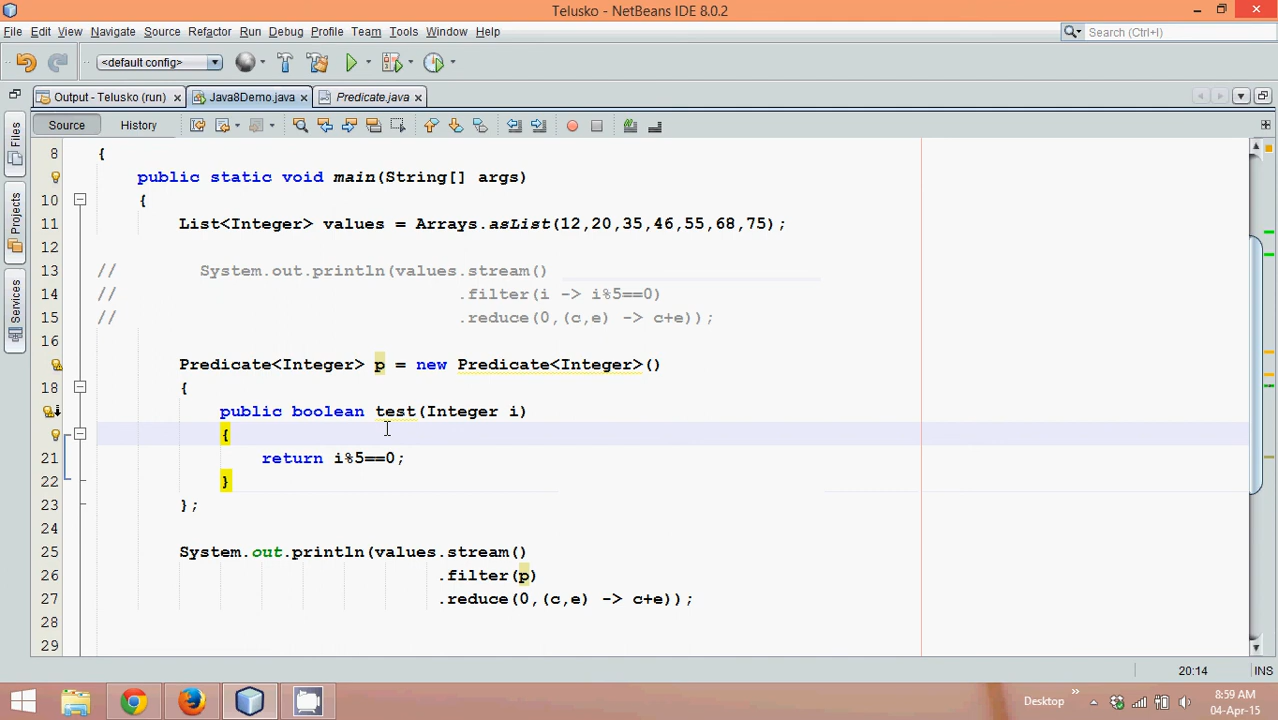 Telusko - NetBeans IDE 8.0.2
File Edit View Navigate Source Refactor Run Debug Profile Team Tools Window Help
Search (Ctrl+I)
<default config>
Output - Telusko (run) Java8Demo.java Predicate.java
Source History
Files
Projects
Services
8 {
public static void main(String[] args)
10 {
11 List<Integer> values = Arrays.asList(12,20,35,46,55,68,75);
12
13 // System.out.println(values.stream()
14 // .filter(i -> i%5==0)
15 // .reduce(0,(c,e) -> c+e));
16
Predicate<Integer> p = new Predicate<Integer>()
18 {
public boolean test(Integer i)
{
21 return i%5==0;
22 }
23 };
24
25 System.out.println(values.stream()
26 .filter(p)
27 .reduce(0,(c,e) -> c+e));
28
29
20:14 INS
Desktop
8:59 AM
04-Apr-15